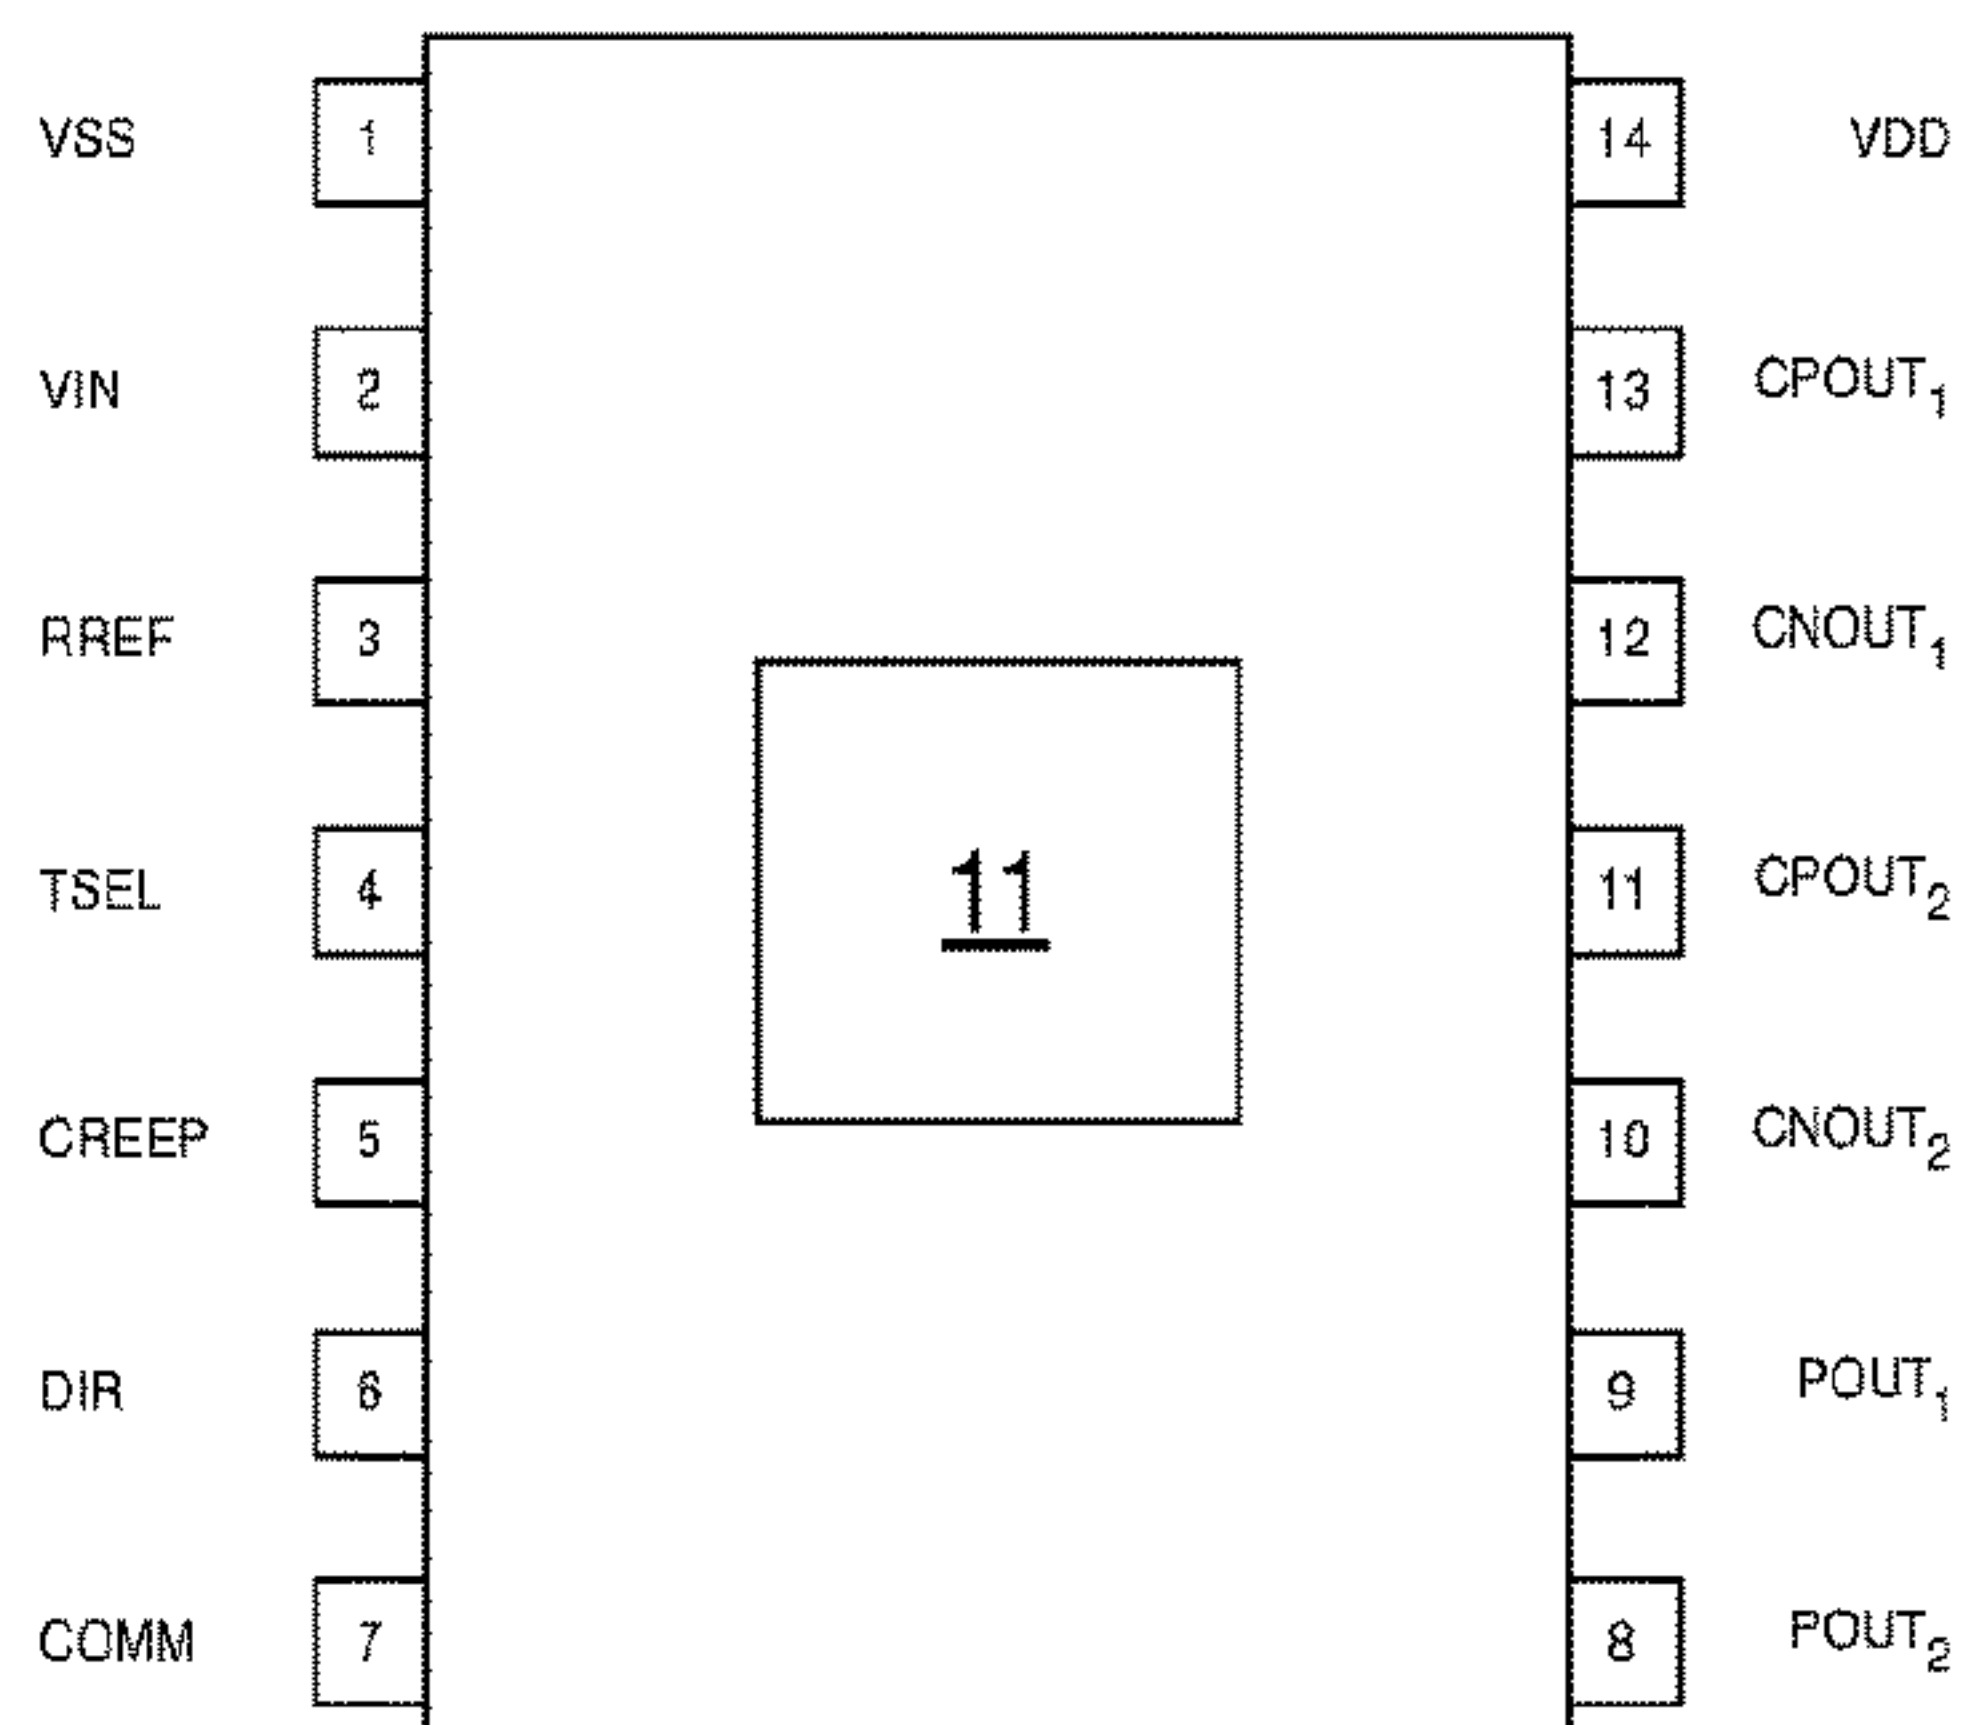 VSS 1 14 VDD
VIN 2 13 CPOUT₁
RREF 3 12 CNOUT₁
TSEL 4 11 11 CPOUT₂
CREEP 5 10 CNOUT₂
DIR 6 9 POUT₁
COMM 7 8 POUT₂